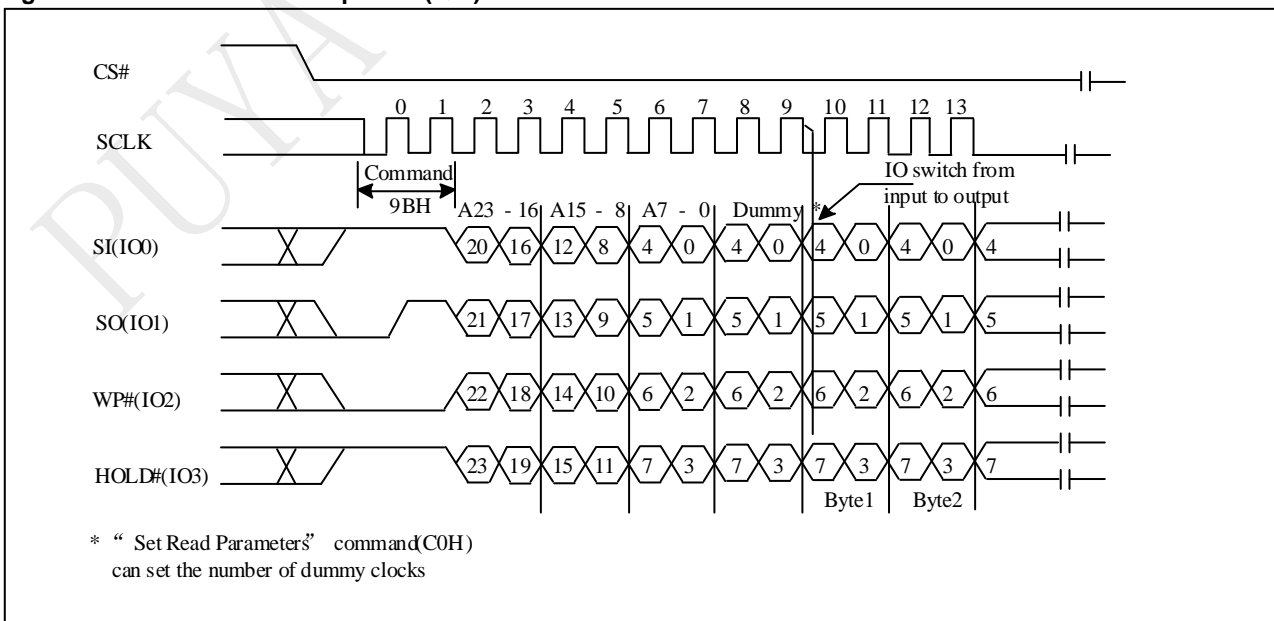 PUYA
CS#
0 1 2 3 4 5 6 7 8 9 10 11 12 13
SCLK
Command
9BH
IO switch from
input to output
A23 - 16 A15 - 8 A7 - 0 Dummy *
SI(IO0) 20 16 12 8 4 0 4 0 4 0 4 0 4
SO(IO1) 21 17 13 9 5 1 5 1 5 1 5 1 5
WP#(IO2) 22 18 14 10 6 2 6 2 6 2 6 2 6
HOLD#(IO3) 23 19 15 11 7 3 7 3 7 3 7 3 7
Byte1 Byte2
* “ Set Read Parameters” command(C0H)
can set the number of dummy clocks